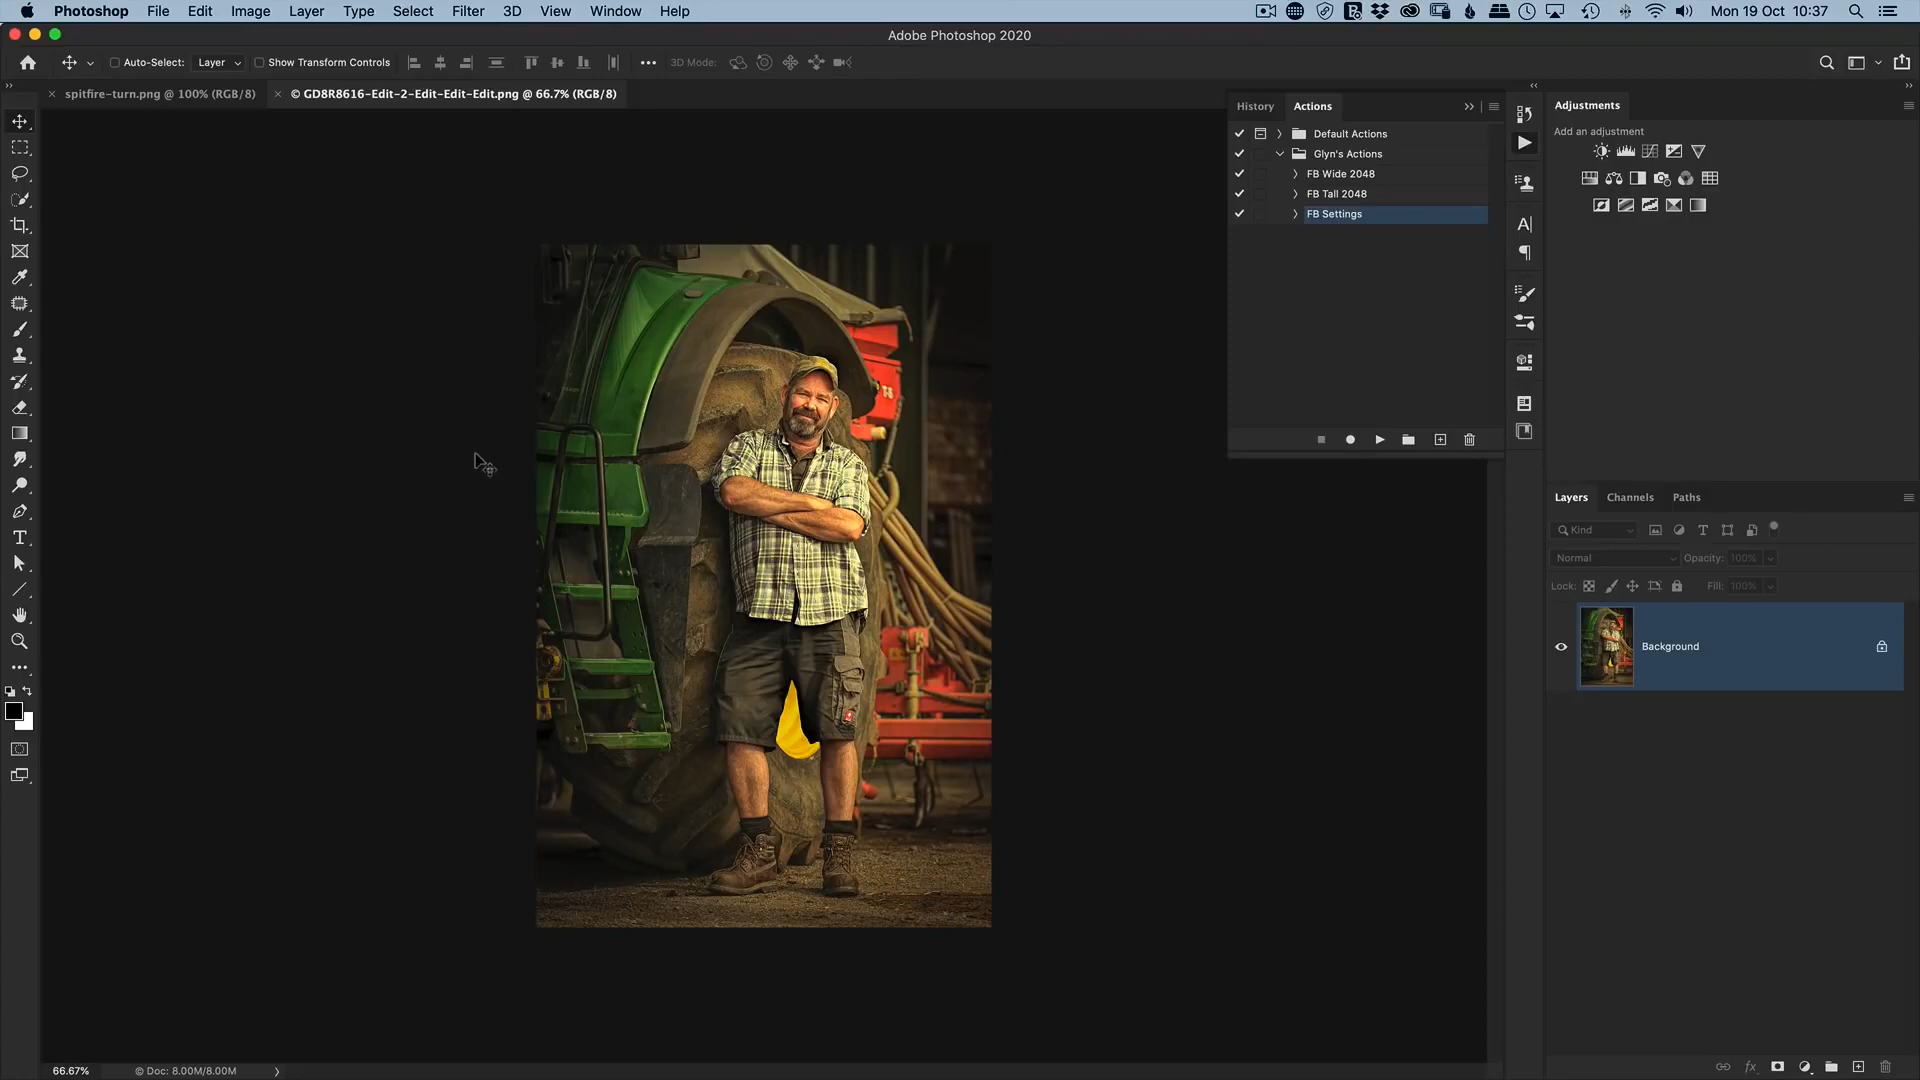 Photoshop File Edit Image Layer Type Select Filter 3D View Window Help Mon 19 Oct 10:37
Adobe Photoshop 2020
Auto-Select: Layer Show Transform Controls 3D Mode:
spitfire-turn.png @ 100% (RGB/8) © GD8R8616-Edit-2-Edit-Edit-Edit.png @ 66.7% (RGB/8)
History Actions
Default Actions
Glyn's Actions
FB Wide 2048
FB Tall 2048
FB Settings
Adjustments
Add an adjustment
Layers Channels Paths
Kind
Normal Opacity: 100%
Lock: Fill: 100%
Background
66.67% © Doc: 8.00M/8.00M